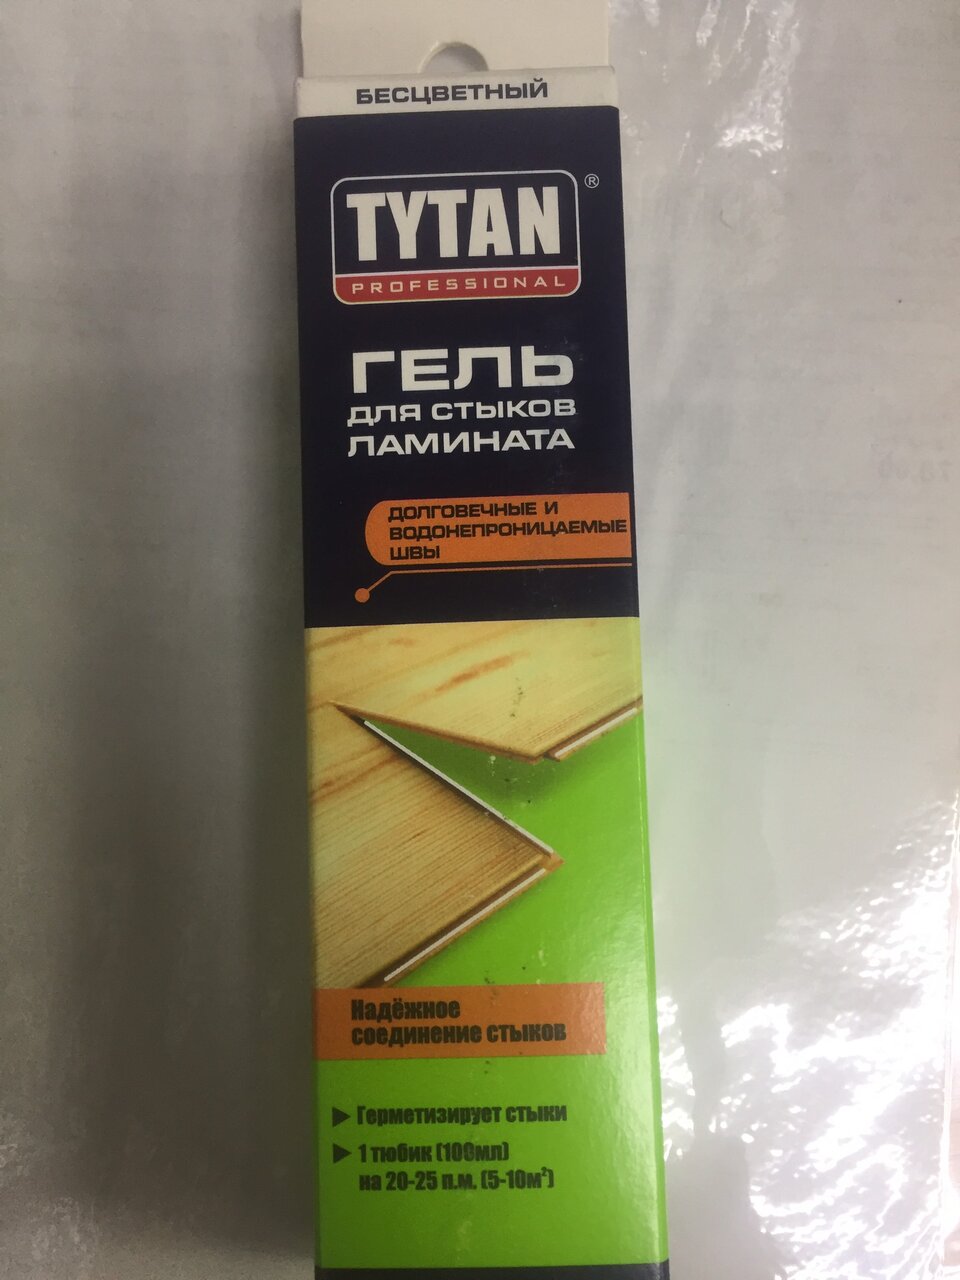 БЕСЦВЕТНЫЙ
TYTAN ®
PROFESSIONAL
ГЕЛЬ
ДЛЯ СТЫКОВ
ЛАМИНАТА
ДОЛГОВЕЧНЫЕ И
ВОДОНЕПРОНИЦАЕМЫЕ
ШВЫ
Надёжное
соединение стыков
Герметизирует стыки
1 тюбик (100мл)
на 20-25 п.м. (5-10м²)